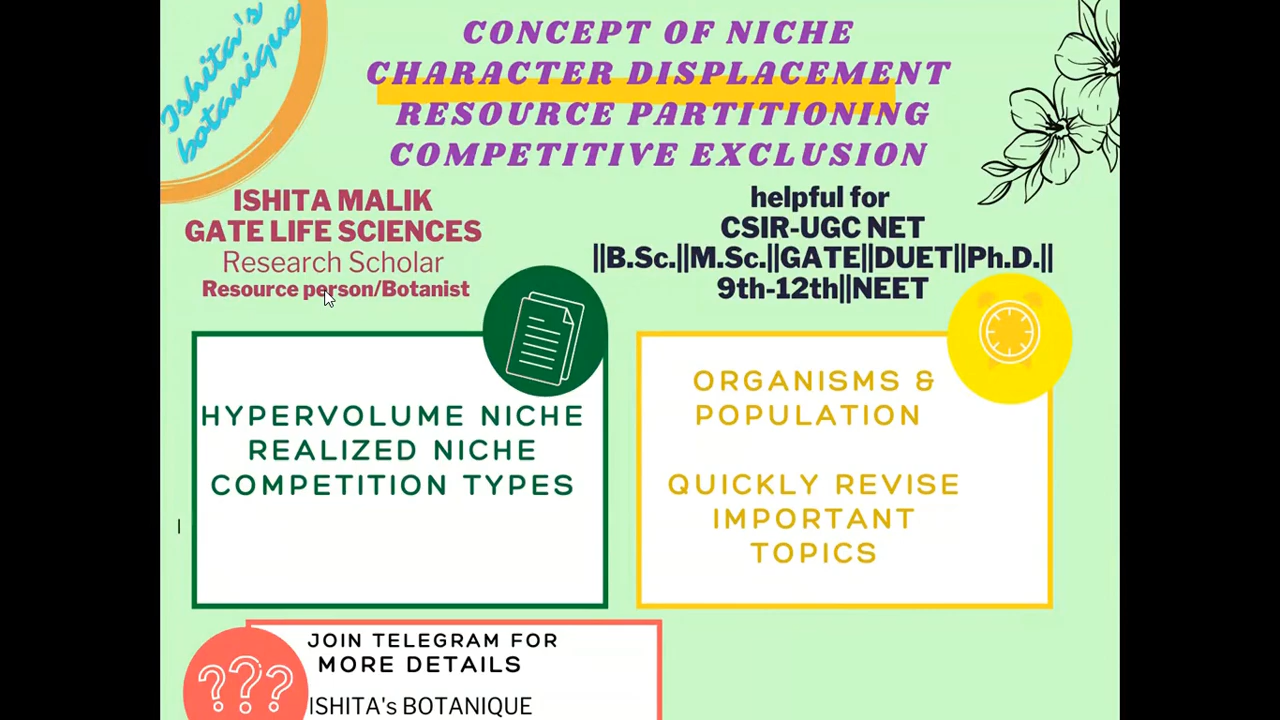 Ishita's
botanique
CONCEPT OF NICHE
CHARACTER DISPLACEMENT
RESOURCE PARTITIONING
COMPETITIVE EXCLUSION
ISHITA MALIK
GATE LIFE SCIENCES
Research Scholar
Resource person/Botanist
helpful for
CSIR-UGC NET
||B.Sc.||M.Sc.||GATE||DUET||Ph.D.||
9th-12th||NEET
HYPERVOLUME NICHE
REALIZED NICHE
COMPETITION TYPES
ORGANISMS &
POPULATION
QUICKLY REVISE
IMPORTANT
TOPICS
???
JOIN TELEGRAM FOR
MORE DETAILS
ISHITA's BOTANIQUE